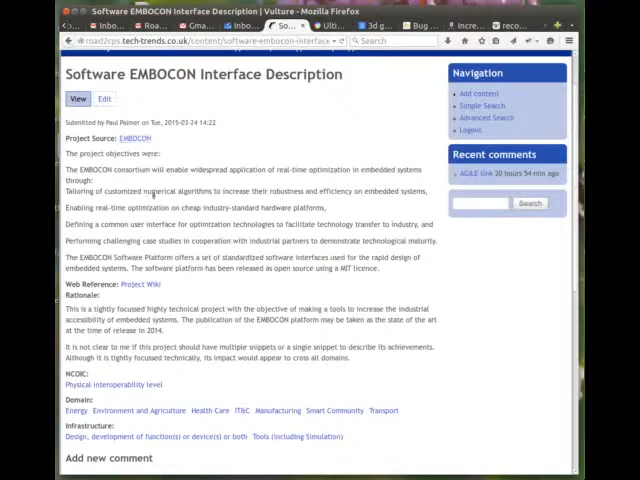 Software EMBOCON Interface Description | Vulture - Mozilla Firefox
Inbo... Roa... Gma... Inbo... So... Ulti... 3d g... Bug ... Incre... reco...
road2cps.tech-trends.co.uk/content/software-embocon-interface Search
Software EMBOCON Interface Description
View Edit
Submitted by Paul Palmer on Tue, 2015-03-24 14:22
Project Source: EMBOCON
The project objectives were:
The EMBOCON consortium will enable widespread application of real-time optimization in embedded systems
through:
Tailoring of customized numerical algorithms to increase their robustness and efficiency on embedded systems,
Enabling real-time optimization on cheap industry-standard hardware platforms,
Defining a common user interface for optimization technologies to facilitate technology transfer to industry, and
Performing challenging case studies in cooperation with industrial partners to demonstrate technological maturity.
The EMBOCON Software Platform offers a set of standardized software interfaces used for the rapid design of
embedded systems. The software platform has been released as open source using a MIT licence.
Web Reference: Project Wiki
Rationale:
This is a tightly focussed highly technical project with the objective of making a tools to increase the industrial
accessibility of embedded systems. The publication of the EMBOCON platform may be taken as the state of the art
at the time of release in 2014.
It is not clear to me if this project should have multiple snippets or a single snippet to describe its achievements.
Although it is tightly focussed technically, its impact would appear to cross all domains.
NCOIC:
Physical interoperability level
Domain:
Energy Environment and Agriculture Health Care IT&C Manufacturing Smart Community Transport
Infrastructure:
Design, development of function(s) or device(s) or both Tools (including Simulation)
Add new comment
Navigation
Add content
Simple Search
Advanced Search
Logout
Recent comments
AGILE link 20 hours 54 min ago
Search